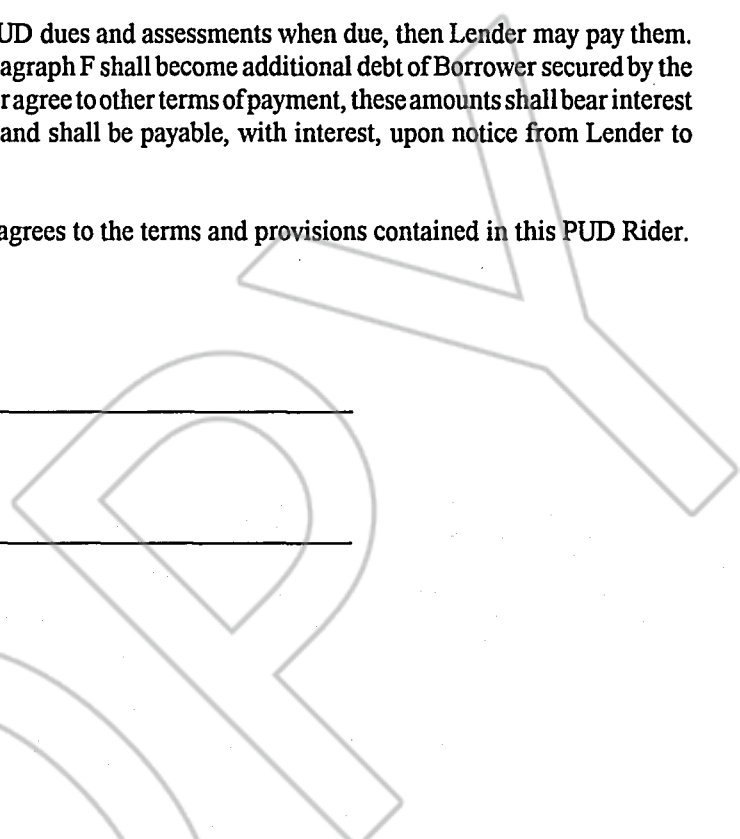 UD dues and assessments when due, then Lender may pay them.
agraph F shall become additional debt of Borrower secured by the
r agree to other terms of payment, these amounts shall bear interest
and shall be payable, with interest, upon notice from Lender to
agrees to the terms and provisions contained in this PUD Rider.
PY